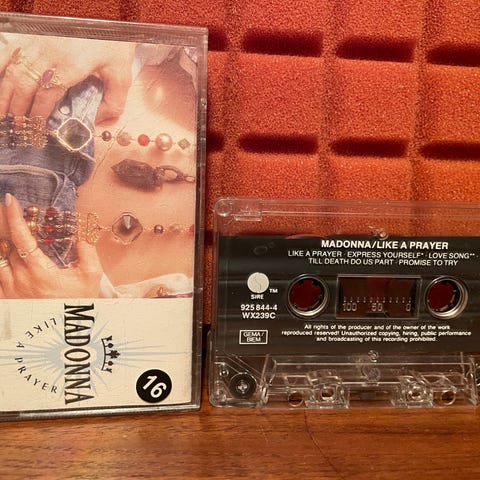 MADONNA
LIKE A PRAYER
16
MADONNA/LIKE A PRAYER
LIKE A PRAYER · EXPRESS YOURSELF* · LOVE SONG**
TILL DEATH DO US PART · PROMISE TO TRY
SIRE
TM
925 844-4
WX239C
100 50
GEMA/
BIEM
All rights of the producer and of the owner of the work
reproduced reserved! Unauthorized copying, hiring, public performance
and broadcasting of this recording prohibited.